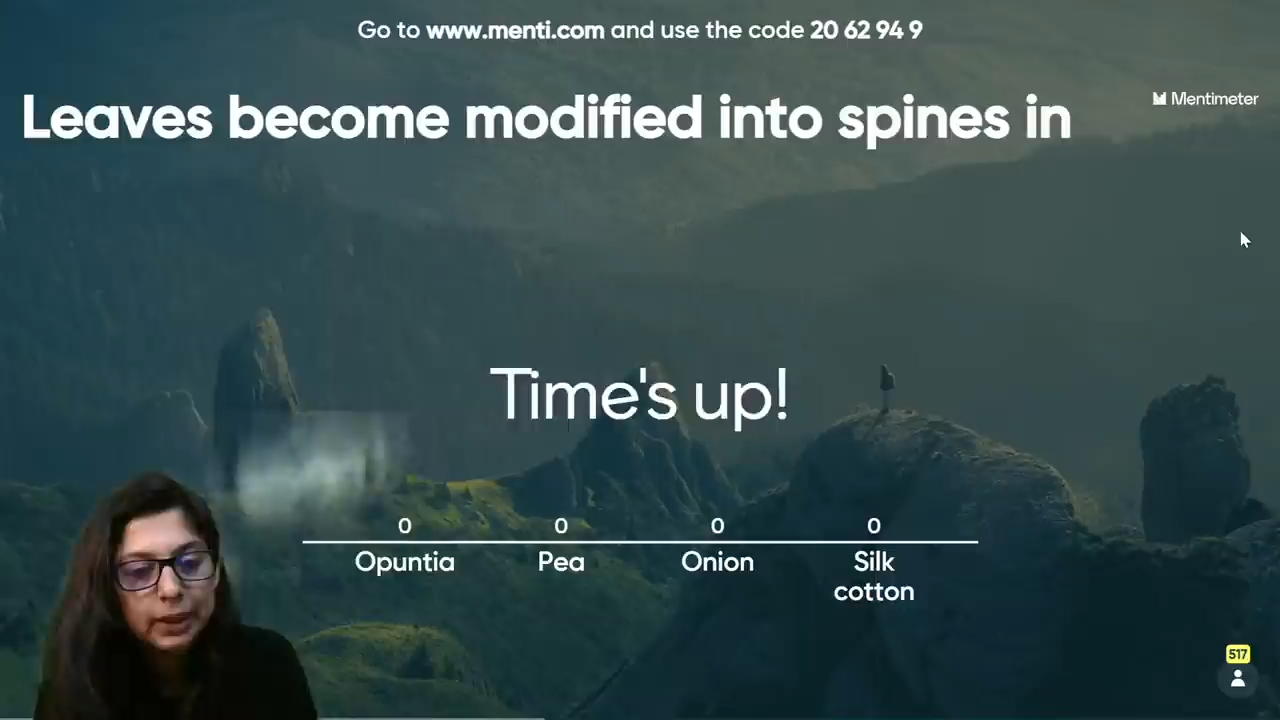 Go to www.menti.com and use the code 20 62 94 9
Mentimeter
Leaves become modified into spines in
Time's up!
0 0 0 0
Opuntia Pea Onion Silk
cotton
517